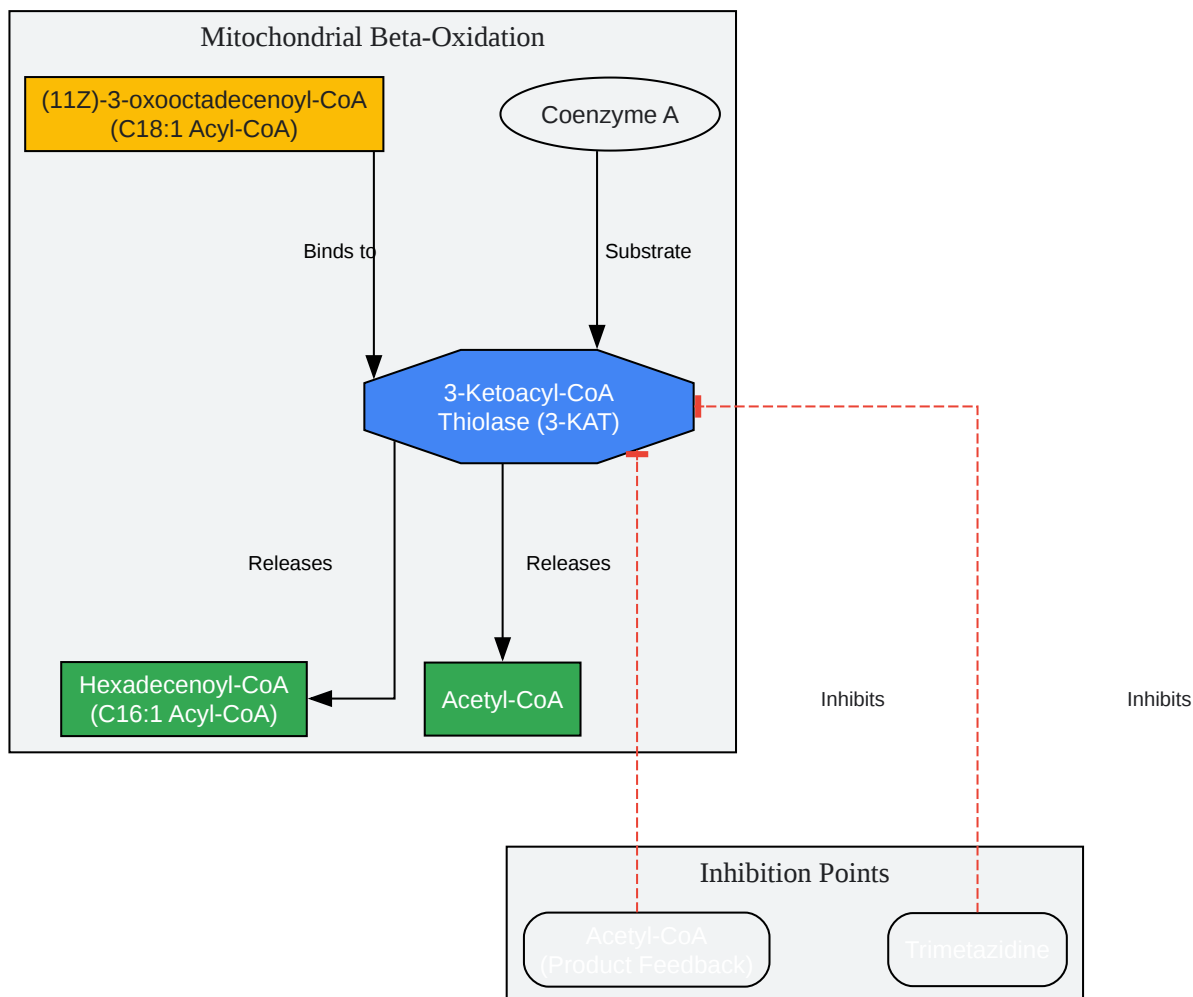 Mitochondrial Beta-Oxidation
(11Z)-3-oxooctadecenoyl-CoA
(C18:1 Acyl-CoA)
Coenzyme A
Binds to
Substrate
3-Ketoacyl-CoA
Thiolase (3-KAT)
Releases
Releases
Hexadecenoyl-CoA
(C16:1 Acyl-CoA)
Acetyl-CoA
Inhibits
Inhibits
Inhibition Points
Acetyl-CoA
(Product Feedback)
Trimetazidine